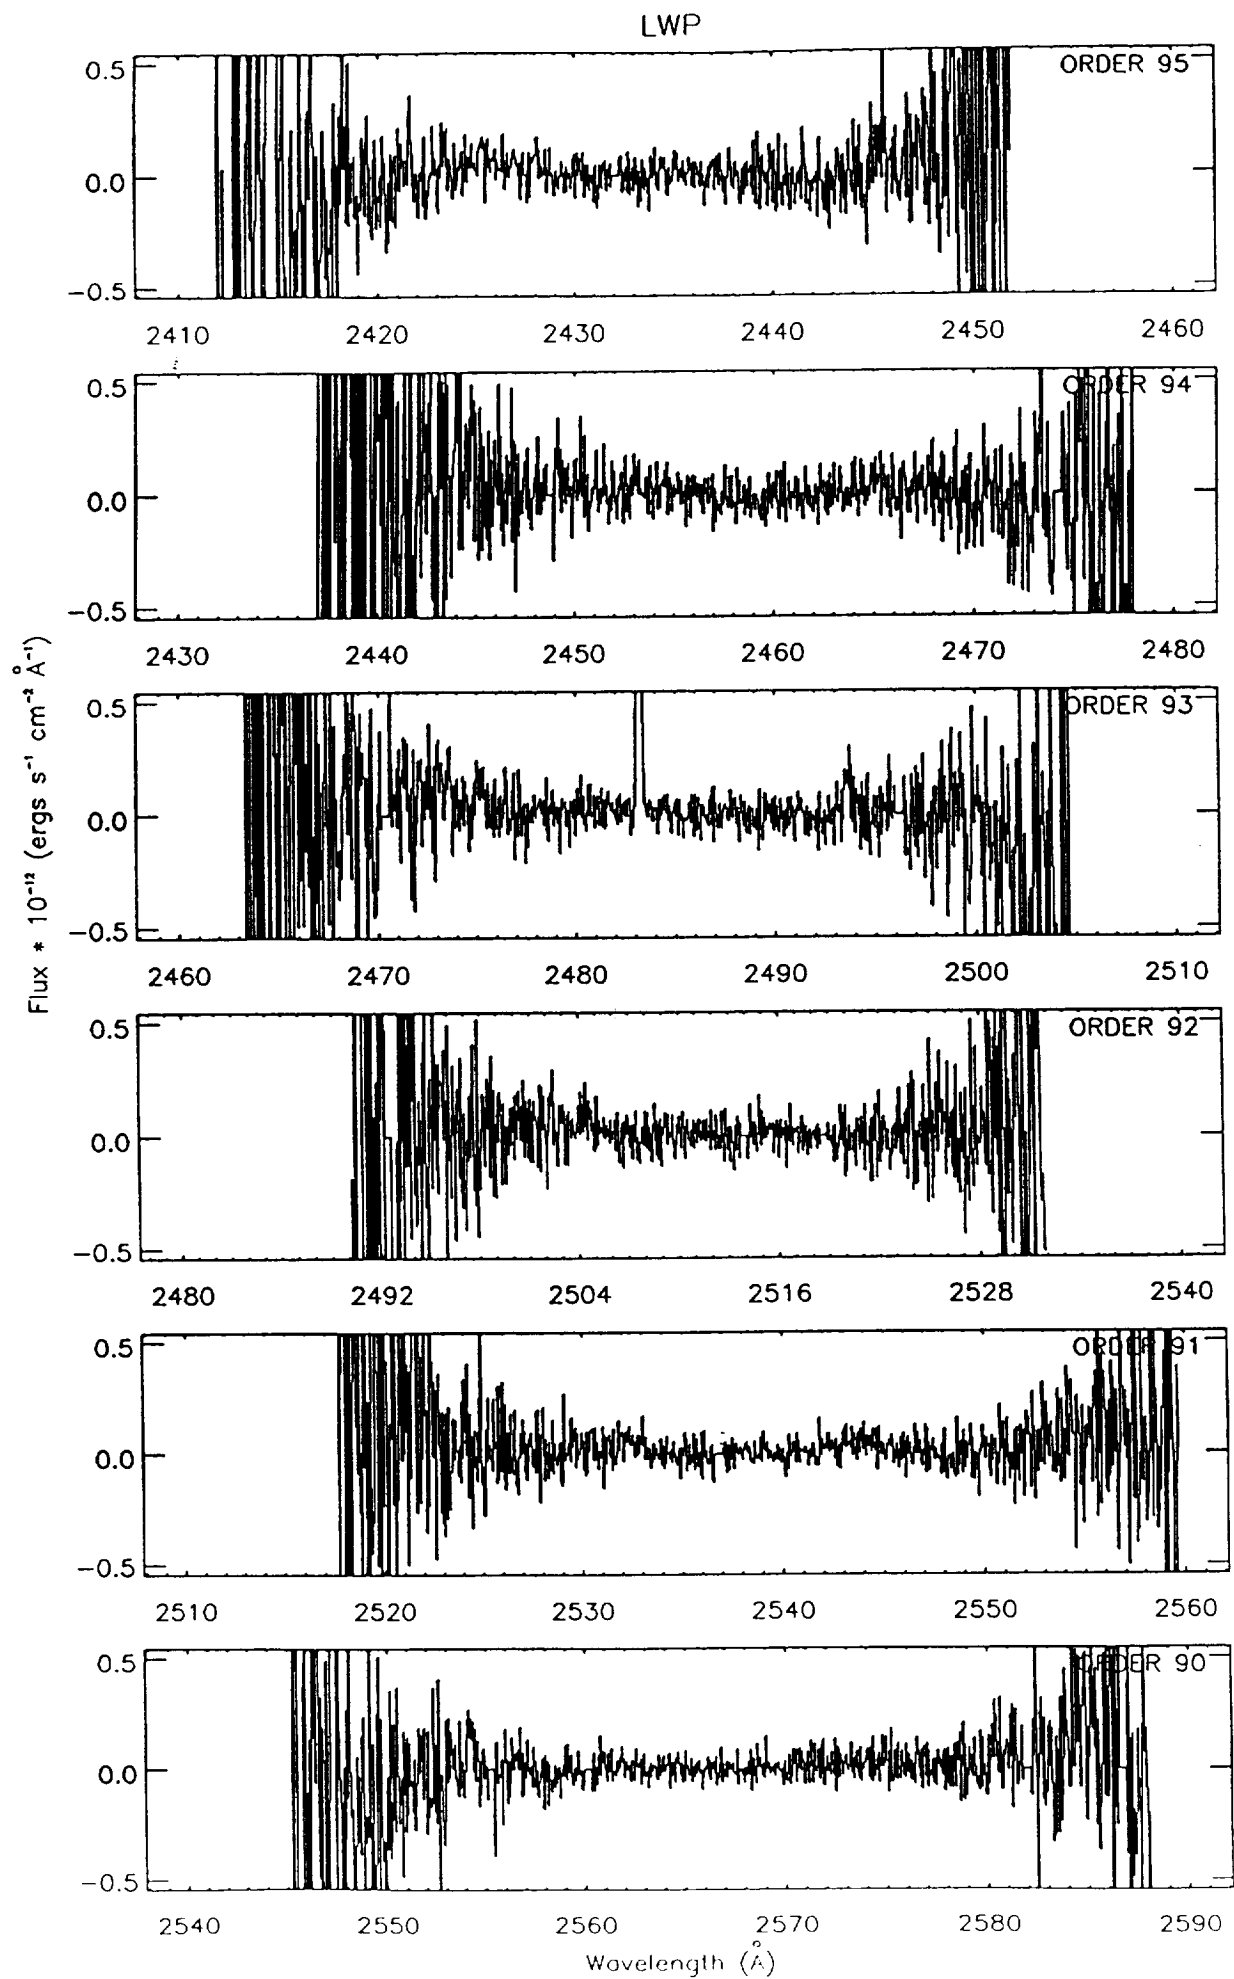 LWP
ORDER 95
0.5
0.0
−0.5
2410 2420 2430 2440 2450 2460
ORDER 94
0.5
0.0
−0.5
2430 2440 2450 2460 2470 2480
ORDER 93
0.5
0.0
−0.5
2460 2470 2480 2490 2500 2510
Flux * 10⁻¹² (ergs s⁻¹ cm⁻² Å⁻¹)
ORDER 92
0.5
0.0
−0.5
2480 2492 2504 2516 2528 2540
ORDER 91
0.5
0.0
−0.5
2510 2520 2530 2540 2550 2560
ORDER 90
0.5
0.0
−0.5
2540 2550 2560 2570 2580 2590
Wavelength (Å)